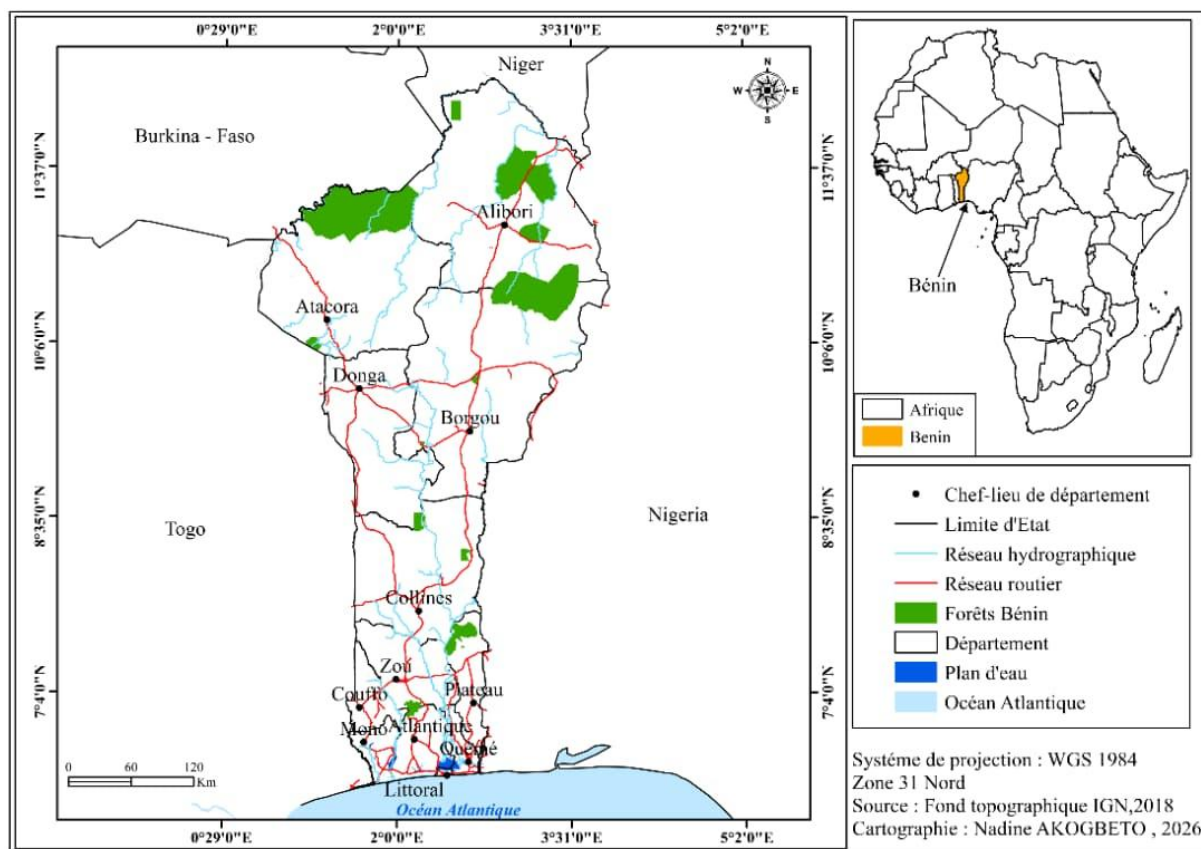 0°29'0"E 2°0'0"E 3°31'0"E 5°2'0"E
Niger
N
W E
S
Burkina - Faso
11°37'0"N
11°37'0"N
Alibori
Atacora
10°6'0"N
10°6'0"N
Donga
Borgou
8°35'0"N
8°35'0"N
Togo
Nigeria
Collines
Zou
7°4'0"N
7°4'0"N
Couffo
Plateau
Mono
Atlantique
Ouémé
Littoral
0 60 120
Km
Océan Atlantique
0°29'0"E 2°0'0"E 3°31'0"E 5°2'0"E
Bénin
Afrique
Benin
Chef-lieu de département
Limite d'Etat
Réseau hydrographique
Réseau routier
Forêts Bénin
Département
Plan d'eau
Océan Atlantique
Systéme de projection : WGS 1984
Zone 31 Nord
Source : Fond topographique IGN,2018
Cartographie : Nadine AKOGBETO , 2026